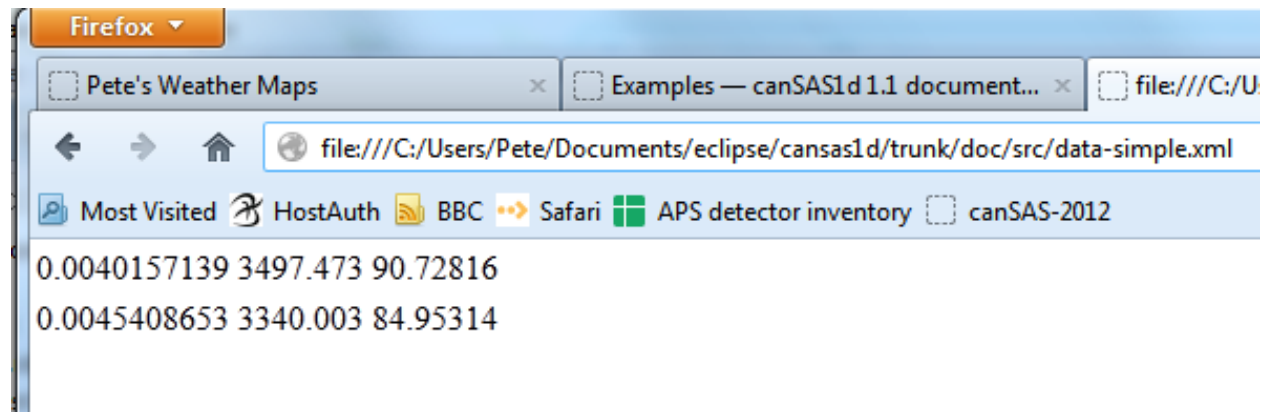 Firefox
Pete's Weather Maps Examples — canSAS1d 1.1 document... file:///C:/U
file:///C:/Users/Pete/Documents/eclipse/cansas1d/trunk/doc/src/data-simple.xml
Most Visited HostAuth BBC Safari APS detector inventory canSAS-2012
0.0040157139 3497.473 90.72816
0.0045408653 3340.003 84.95314